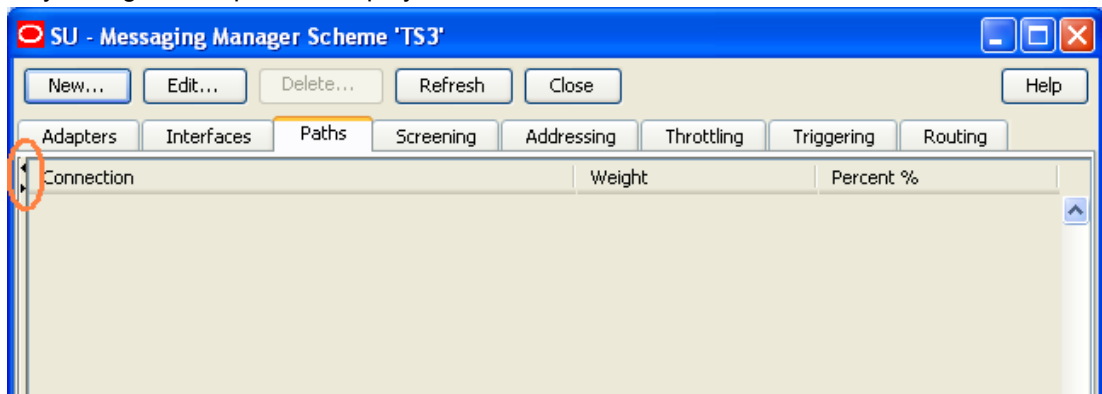 SU - Messaging Manager Scheme 'TS3'
New... Edit... Delete... Refresh Close Help
Adapters Interfaces Paths Screening Addressing Throttling Triggering Routing
Connection Weight Percent %